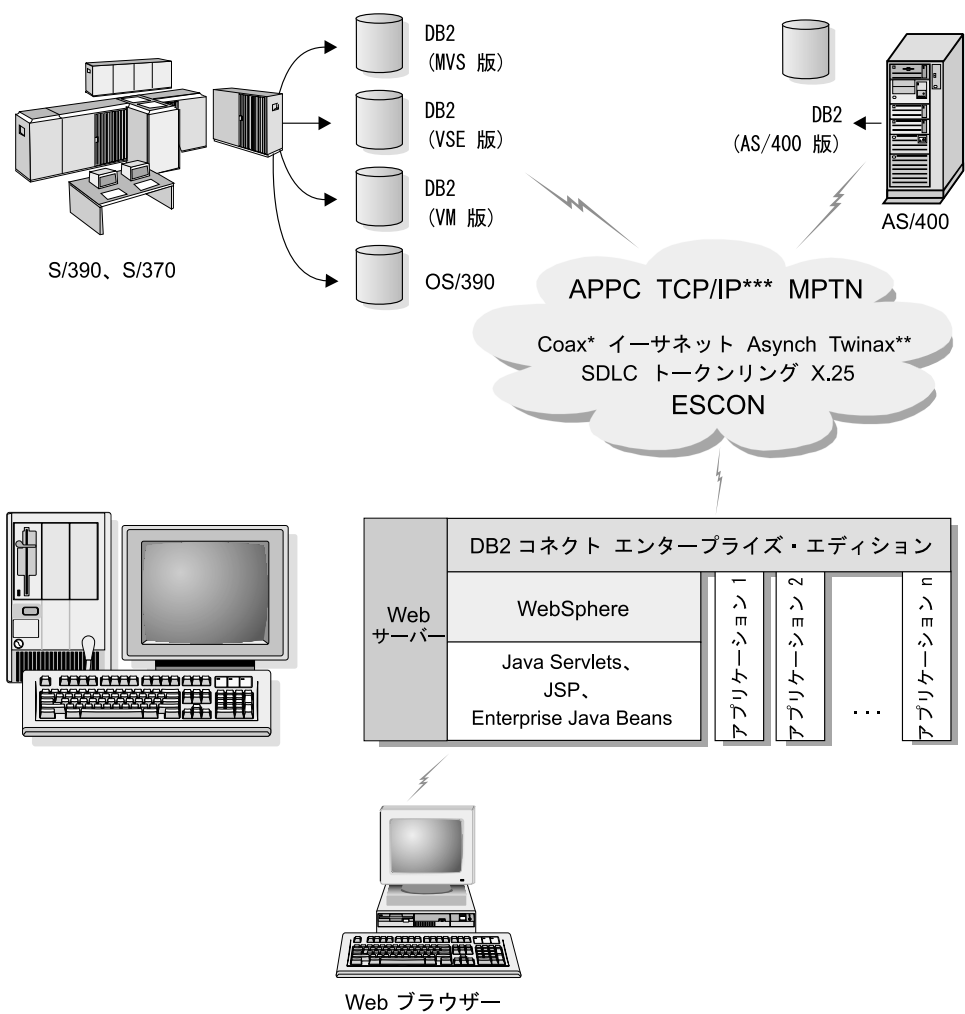 DB2
(MVS 版)
DB2
(VSE 版)
DB2
(VM 版)
OS/390
S/390、S/370
DB2
(AS/400 版)
AS/400
APPC TCP/IP*** MPTN
Coax* イーサネット Asynch Twinax**
SDLC トークンリング X.25
ESCON
DB2 コネクト エンタープライズ・エディション
Web
サーバー
WebSphere
Java Servlets、
JSP、
Enterprise Java Beans
アプリケーション 1
アプリケーション 2
...
アプリケーション n
Web ブラウザー